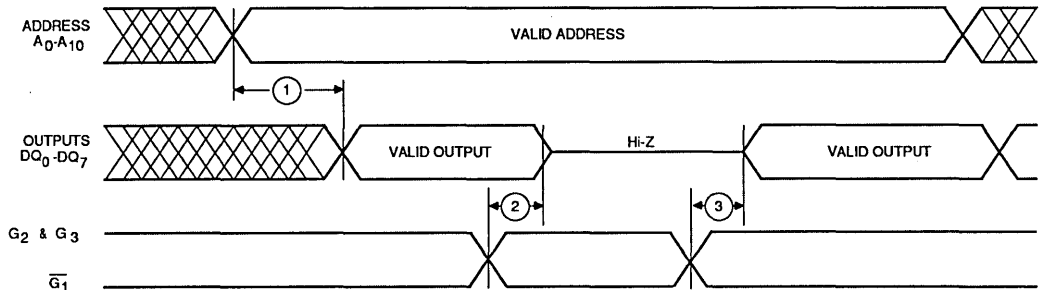 ADDRESS
A0-A10
VALID ADDRESS
1
OUTPUTS
DQ0-DQ7
VALID OUTPUT
Hi-Z
VALID OUTPUT
2
3
G2 & G3
G1